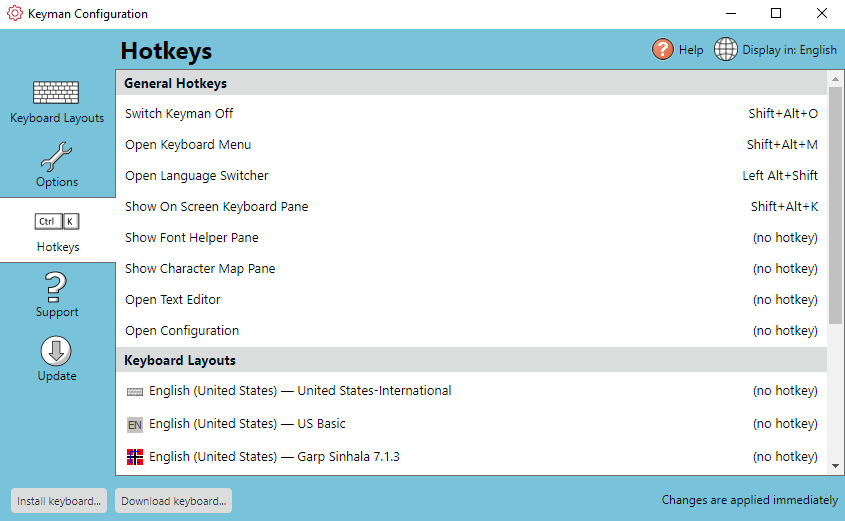 Keyman Configuration
Hotkeys
Help
Display in: English
Keyboard Layouts
Options
Ctrl K
Hotkeys
Support
Update
General Hotkeys
Switch Keyman Off Shift+Alt+O
Open Keyboard Menu Shift+Alt+M
Open Language Switcher Left Alt+Shift
Show On Screen Keyboard Pane Shift+Alt+K
Show Font Helper Pane (no hotkey)
Show Character Map Pane (no hotkey)
Open Text Editor (no hotkey)
Open Configuration (no hotkey)
Keyboard Layouts
English (United States) — United States-International (no hotkey)
EN English (United States) — US Basic (no hotkey)
English (United States) — Garp Sinhala 7.1.3 (no hotkey)
Install keyboard... Download keyboard... Changes are applied immediately